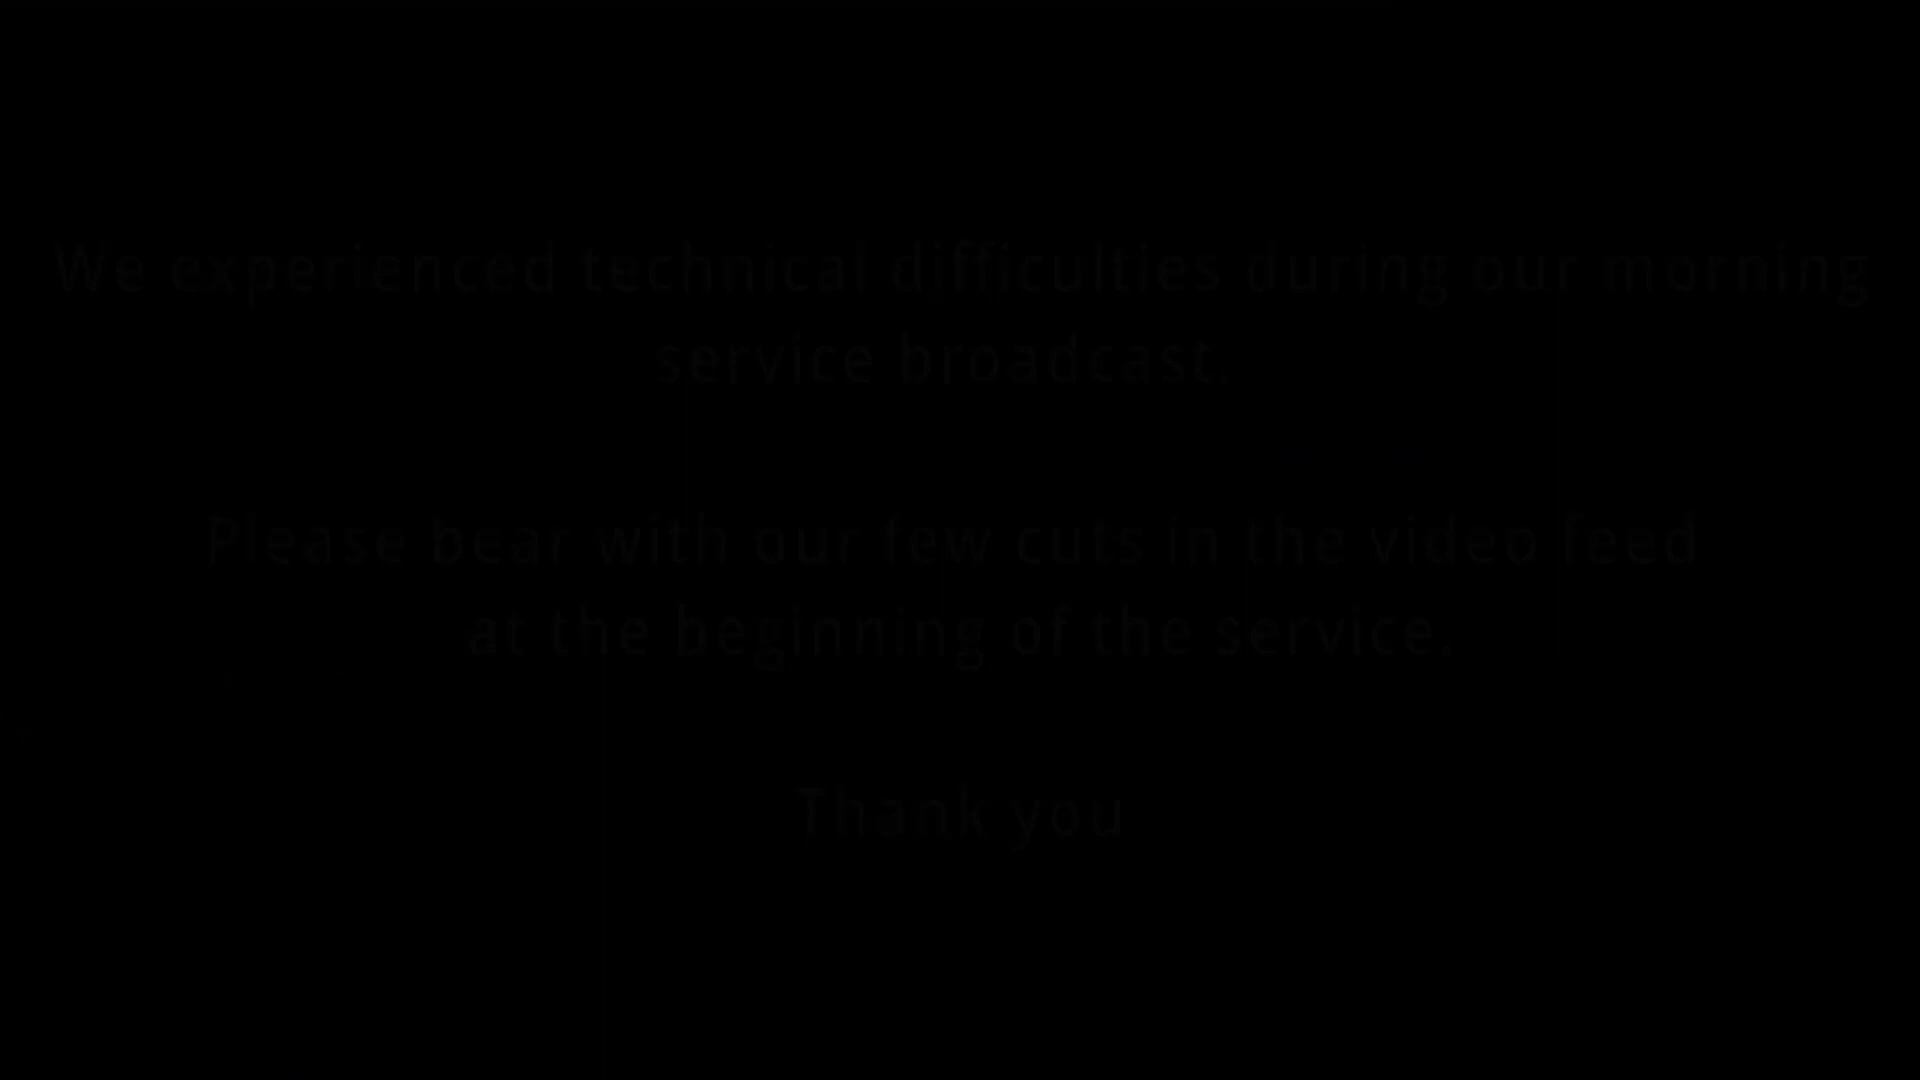 We experienced technical difficulties during our morning
service broadcast.
Please bear with our few cuts in the video feed
at the beginning of the service.
Thank you